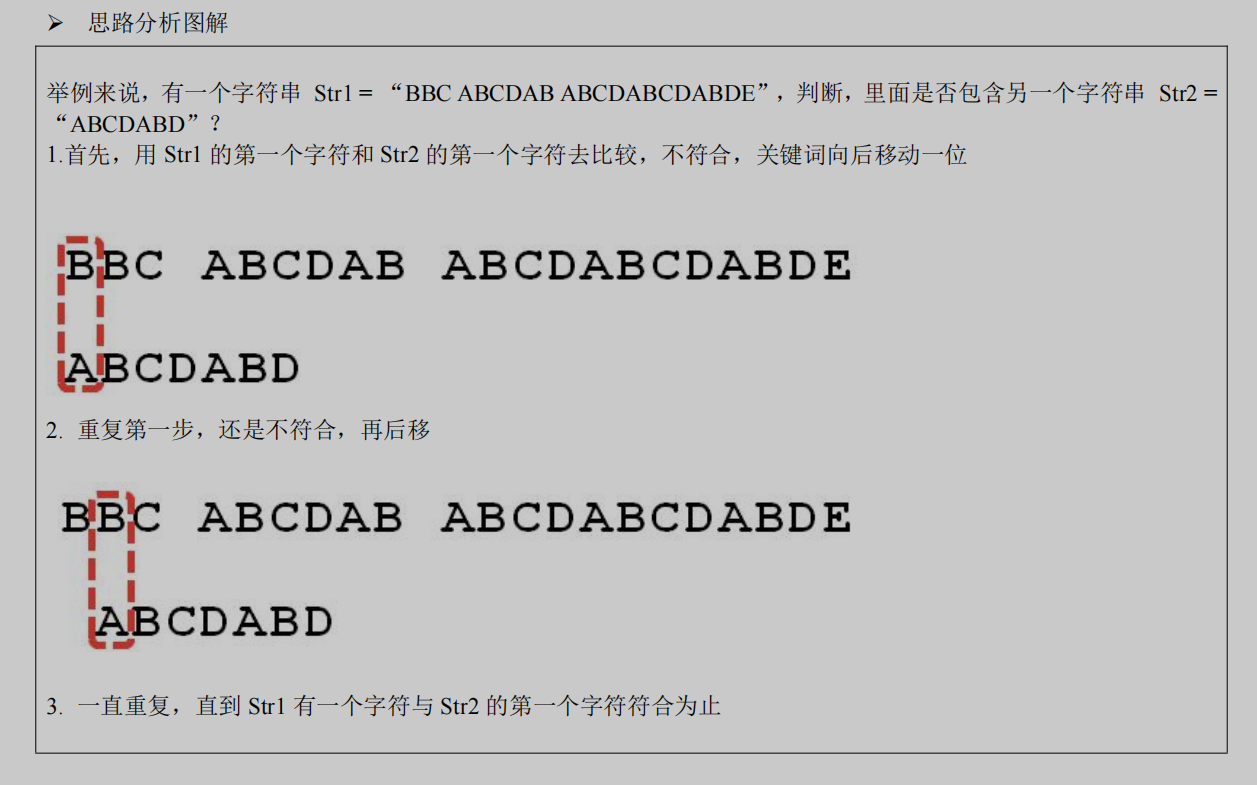 ➢ 思路分析图解
举例来说，有一个字符串 Str1 = “BBC ABCDAB ABCDABCDABDE”，判断，里面是否包含另一个字符串 Str2 =
“ABCDABD”？
1.首先，用 Str1 的第一个字符和 Str2 的第一个字符去比较，不符合，关键词向后移动一位
BBC ABCDAB ABCDABCDABDE
ABCDABD
2. 重复第一步，还是不符合，再后移
BBC ABCDAB ABCDABCDABDE
ABCDABD
3. 一直重复，直到 Str1 有一个字符与 Str2 的第一个字符符合为止